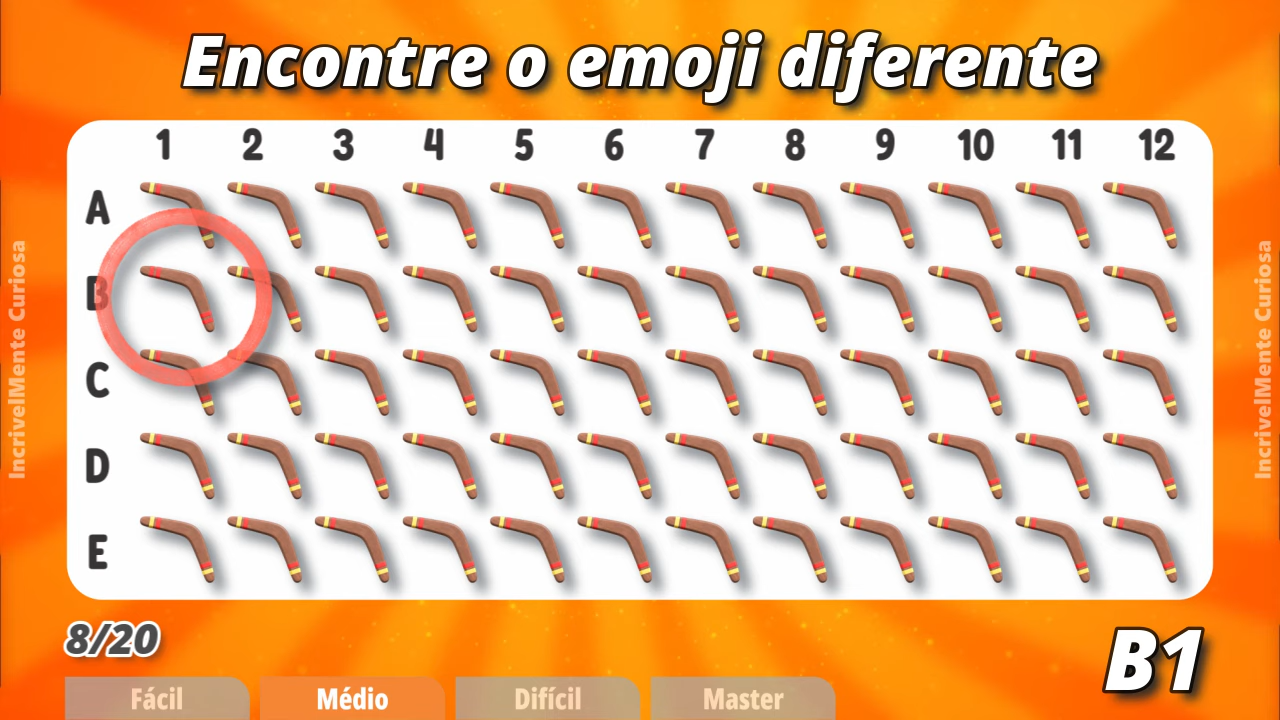 Encontre o emoji diferente
1 2 3 4 5 6 7 8 9 10 11 12
A
B
C
D
E
IncrivelMente Curiosa
IncrivelMente Curiosa
8/20
B1
Fácil Médio Difícil Master